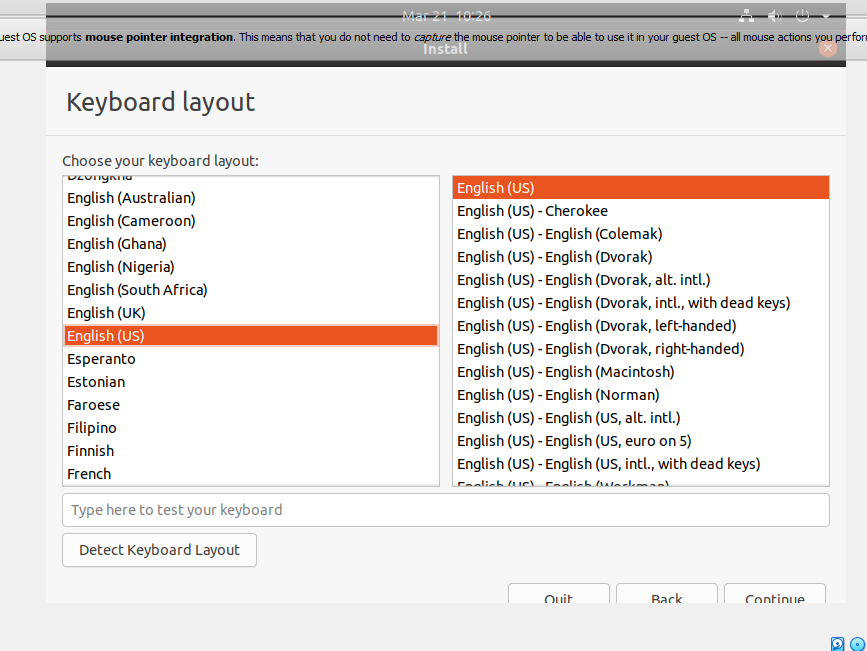 Mar 21 10:26
uest OS supports mouse pointer integration. This means that you do not need to capture the mouse pointer to be able to use it in your guest OS -- all mouse actions you perfor
Install
Keyboard layout
Choose your keyboard layout:
Dzongkha
English (Australian)
English (Cameroon)
English (Ghana)
English (Nigeria)
English (South Africa)
English (UK)
English (US)
Esperanto
Estonian
Faroese
Filipino
Finnish
French
English (US)
English (US) - Cherokee
English (US) - English (Colemak)
English (US) - English (Dvorak)
English (US) - English (Dvorak, alt. intl.)
English (US) - English (Dvorak, intl., with dead keys)
English (US) - English (Dvorak, left-handed)
English (US) - English (Dvorak, right-handed)
English (US) - English (Macintosh)
English (US) - English (Norman)
English (US) - English (US, alt. intl.)
English (US) - English (US, euro on 5)
English (US) - English (US, intl., with dead keys)
English (US) - English (Workman)
Type here to test your keyboard
Detect Keyboard Layout
Quit
Back
Continue